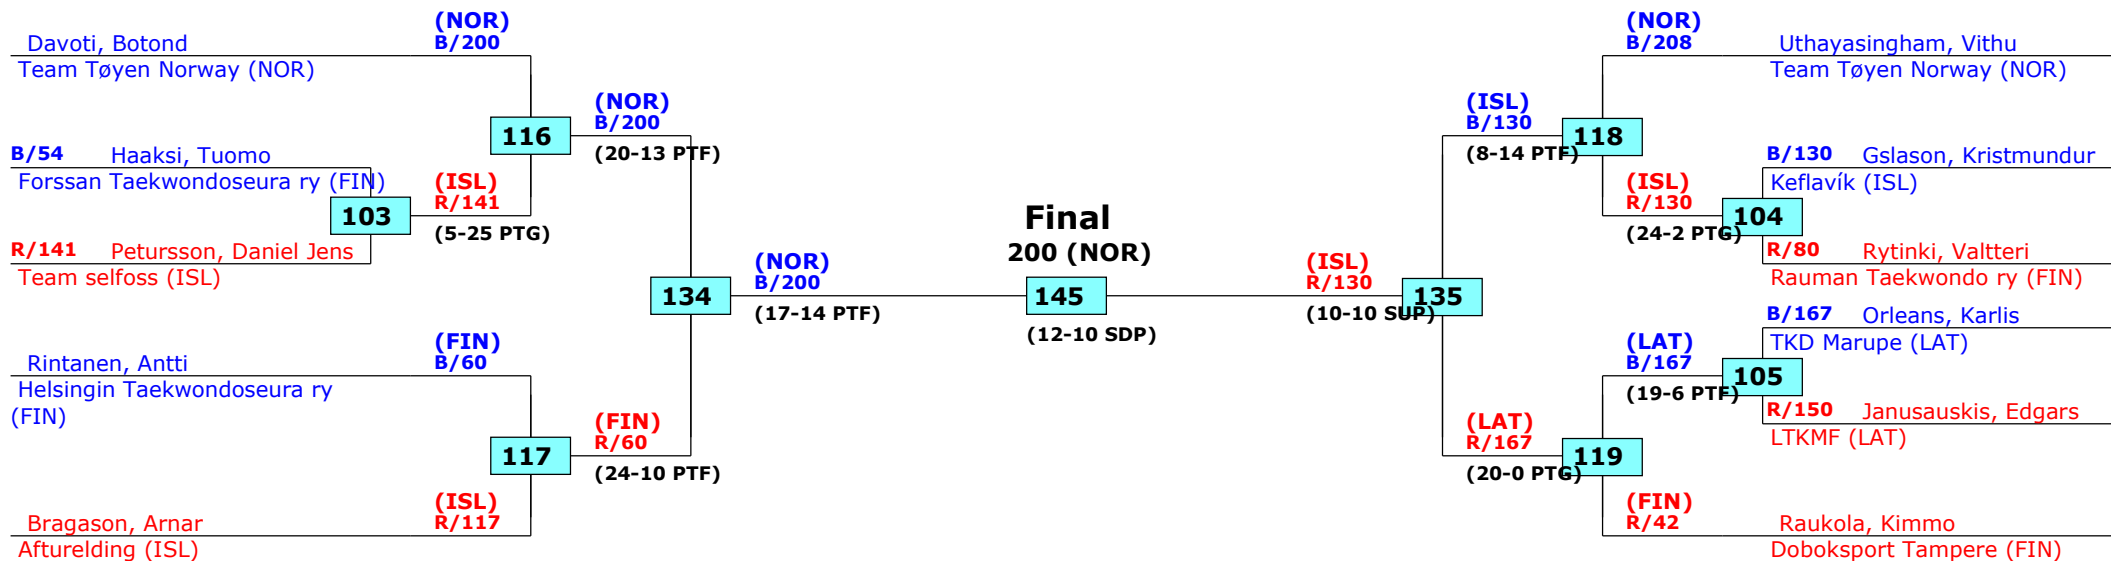 (NOR)
B/200
Davoti, Botond
Team Tøyen Norway (NOR)
B/54 Haaksi, Tuomo
Forssan Taekwondoseura ry (FIN)
103
R/141 Petursson, Daniel Jens
Team selfoss (ISL)
(ISL)
R/141
(5-25 PTG)
116
(NOR)
B/200
(20-13 PTF)
(FIN)
B/60
Rintanen, Antti
Helsingin Taekwondoseura ry
(FIN)
117
(FIN)
R/60
(24-10 PTF)
(ISL)
R/117
Bragason, Arnar
Afturelding (ISL)
134
(NOR)
B/200
(17-14 PTF)
Final
200 (NOR)
145
(12-10 SDP)
(ISL)
R/130
(10-10 SUP)
135
(ISL)
B/130
(8-14 PTF)
118
(NOR)
B/208
Uthayasingham, Vithu
Team Tøyen Norway (NOR)
(ISL)
R/130
(24-2 PTG)
104
B/130 Gslason, Kristmundur
Keflavík (ISL)
R/80 Rytinki, Valtteri
Rauman Taekwondo ry (FIN)
B/167 Orleans, Karlis
TKD Marupe (LAT)
105
R/150 Janusauskis, Edgars
LTKMF (LAT)
(LAT)
B/167
(19-6 PTF)
(LAT)
R/167
(20-0 PTG)
119
(FIN)
R/42
Raukola, Kimmo
Doboksport Tampere (FIN)